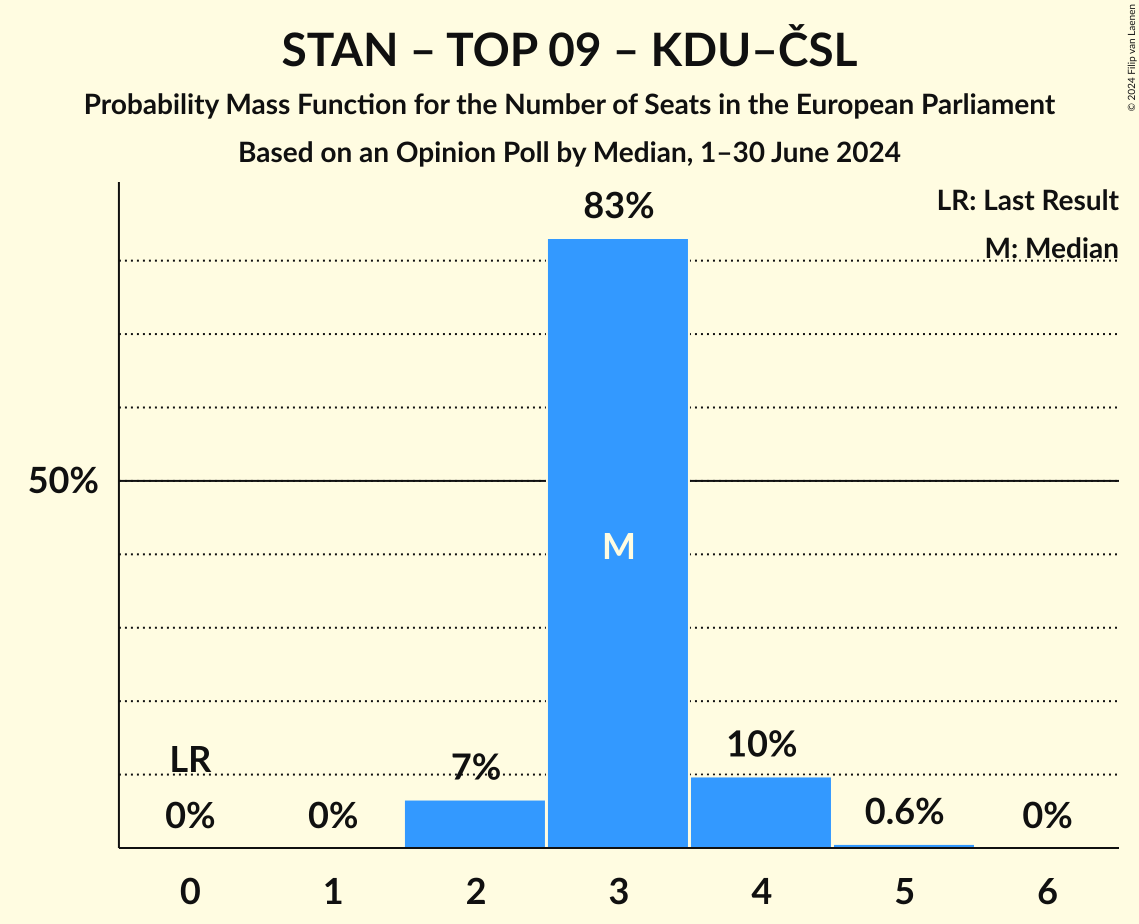 STAN – TOP 09 – KDU–ČSL
Probability Mass Function for the Number of Seats in the European Parliament
Based on an Opinion Poll by Median, 1–30 June 2024
© 2024 Filip van Laenen
LR: Last Result
M: Median
83%
50%
M
LR
0%
0%
7%
10%
0.6%
0%
0 1 2 3 4 5 6